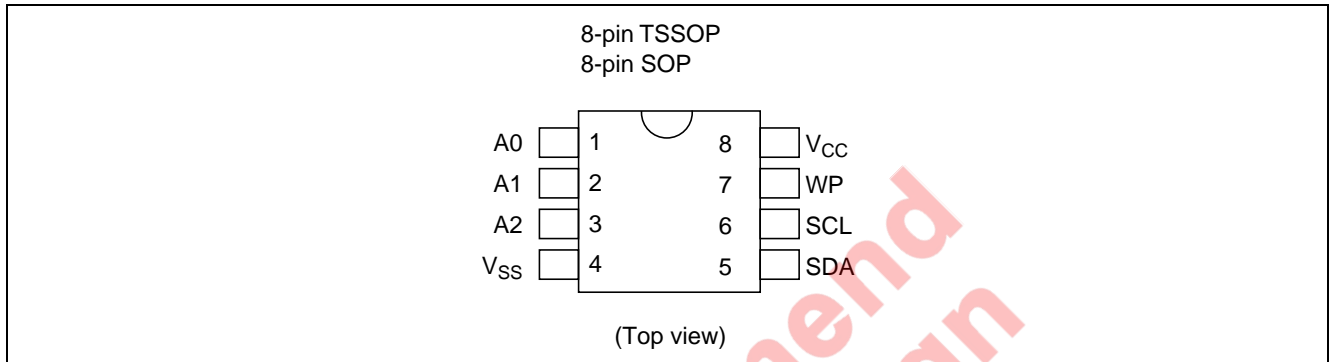 8-pin TSSOP
8-pin SOP
A0 1 8 VCC
A1 2 7 WP
A2 3 6 SCL
VSS 4 5 SDA
(Top view)